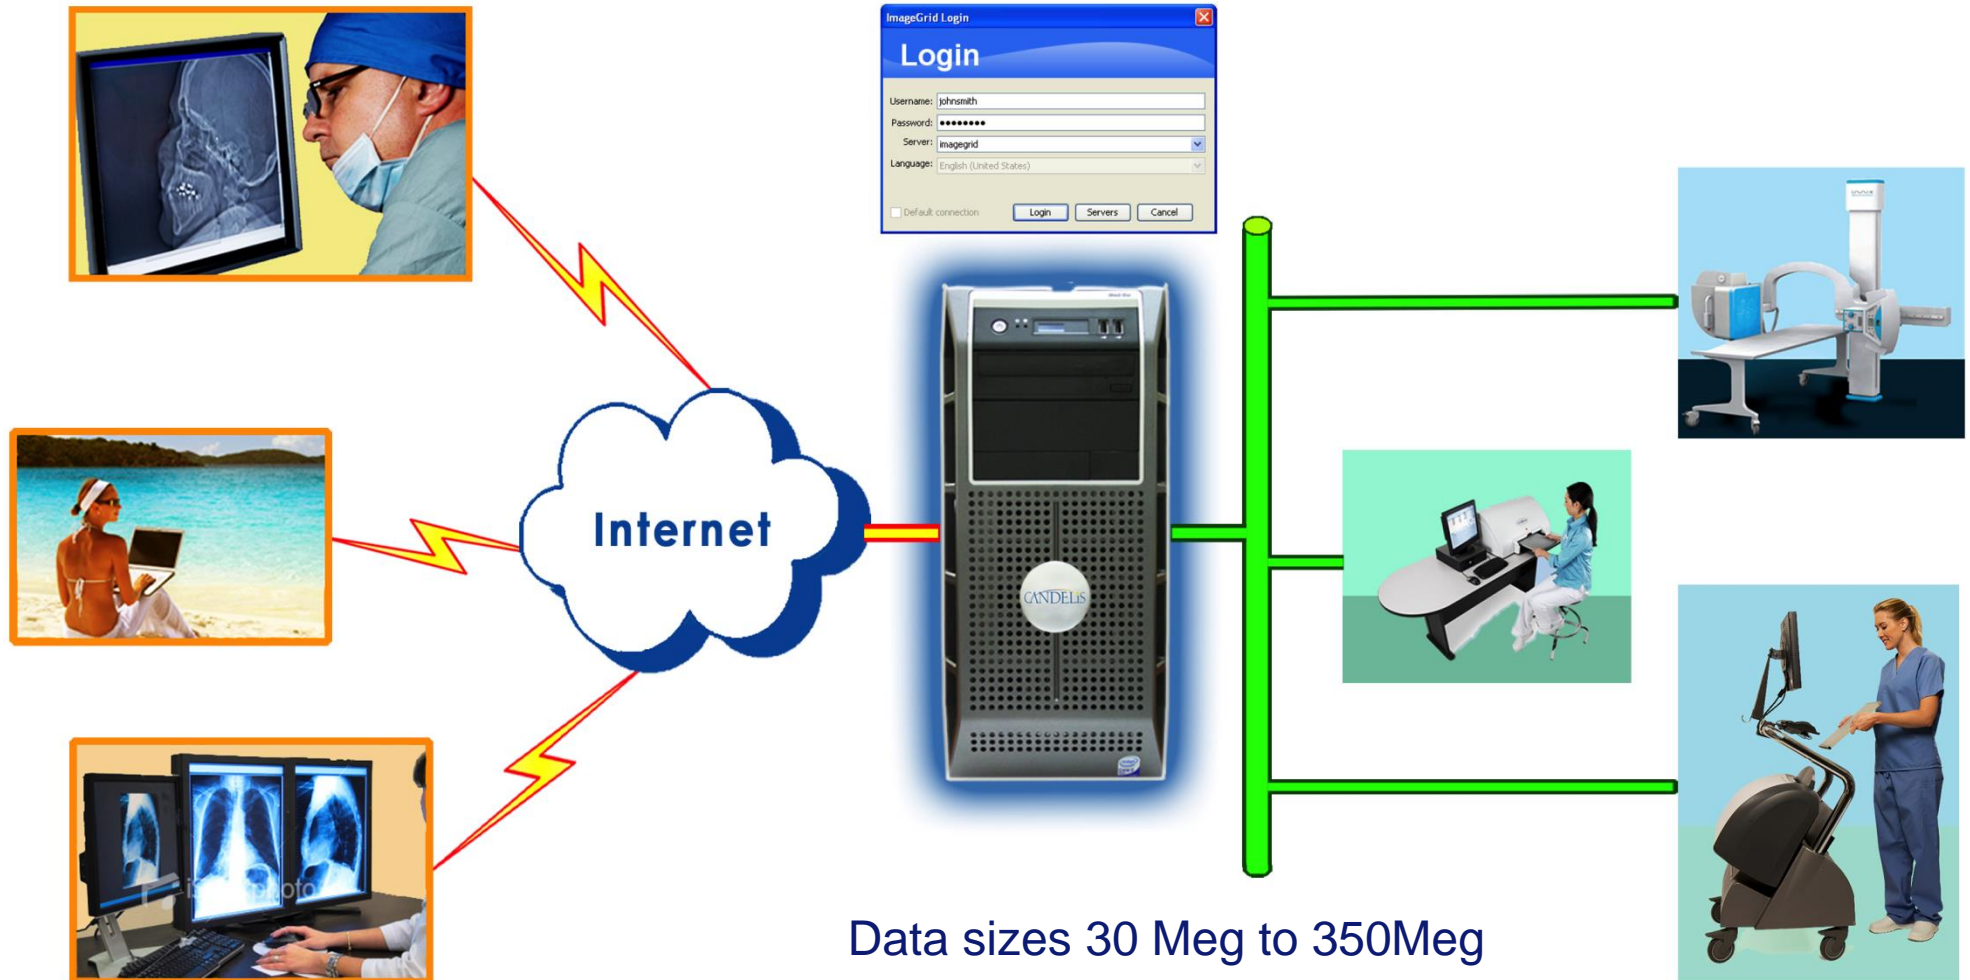 ImageGrid Login
Login
Username: johnsmith
Password: ●●●●●●●●
Server: imagegrid
Language: English (United States)
Default connection
Login Servers Cancel
Internet
CANDELIS
Data sizes 30 Meg to 350Meg